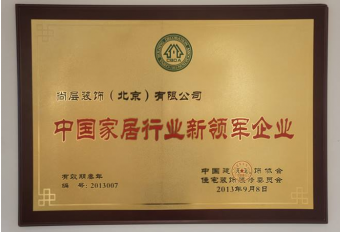 尚层装饰（北京）有限公司
中国家居行业新领军企业
有效期壹年
编 号:2013007
中国建 饰协会
住宅装饰 委员会
2013年9月8日